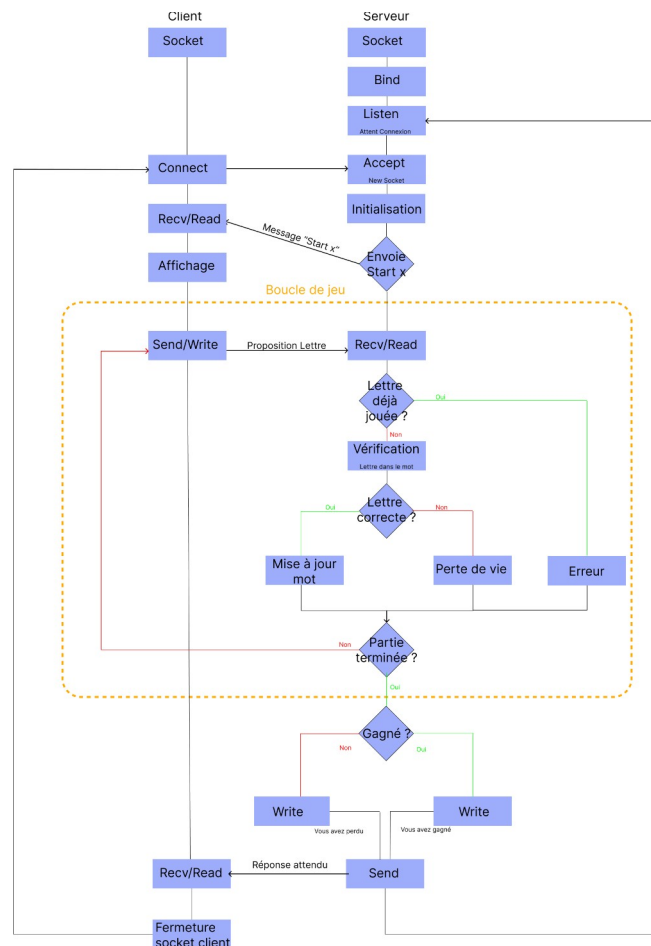 Client
Serveur
Socket
Socket
Bind
Listen
Attent Connexion
Connect
Accept
New Socket
Initialisation
Recv/Read
Message "Start x"
Envoie
Start x
Affichage
Boucle de jeu
Send/Write
Proposition Lettre
Recv/Read
Lettre
déjà
jouée ?
Oui
Non
Vérification
Lettre dans le mot
Lettre
correcte ?
Oui
Non
Mise à jour
mot
Perte de vie
Erreur
Partie
terminée ?
Non
Oui
Gagné ?
Non
Oui
Write
Write
Vous avez perdu
Vous avez gagné
Recv/Read
Réponse attendu
Send
Fermeture
socket client